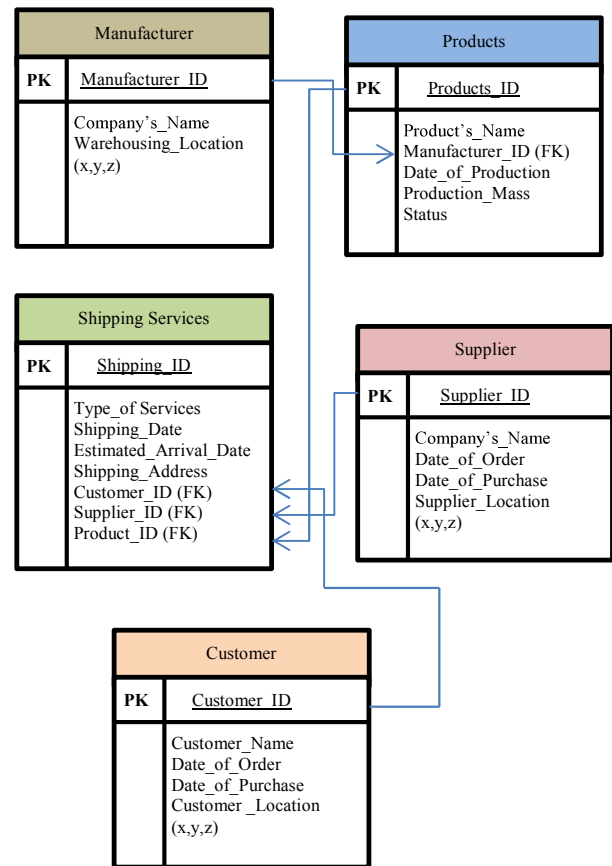 Manufacturer
PK Manufacturer_ID
Company’s_Name
Warehousing_Location
(x,y,z)
Products
PK Products_ID
Product’s_Name
Manufacturer_ID (FK)
Date_of_Production
Production_Mass
Status
Shipping Services
PK Shipping_ID
Type_of Services
Shipping_Date
Estimated_Arrival_Date
Shipping_Address
Customer_ID (FK)
Supplier_ID (FK)
Product_ID (FK)
Supplier
PK Supplier_ID
Company’s_Name
Date_of_Order
Date_of_Purchase
Supplier_Location
(x,y,z)
Customer
PK Customer_ID
Customer_Name
Date_of_Order
Date_of_Purchase
Customer _Location
(x,y,z)